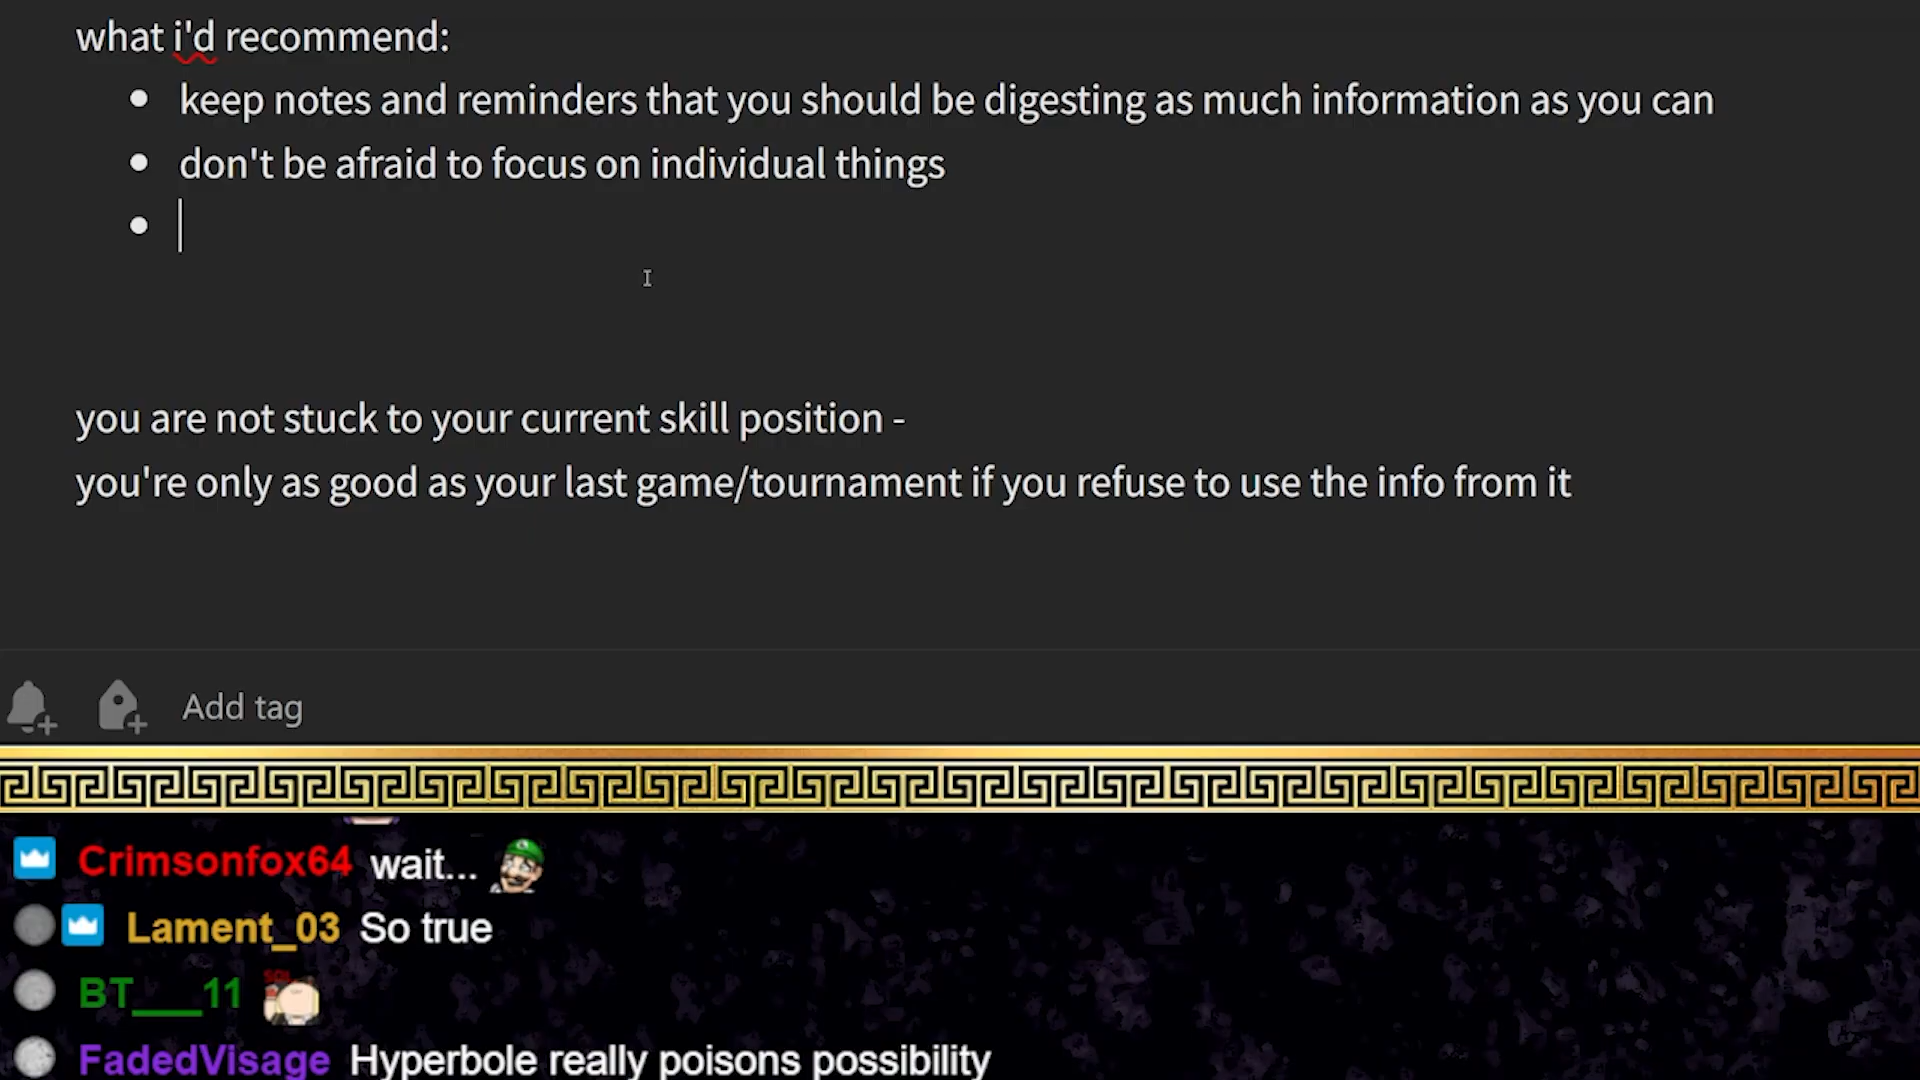 what i'd recommend:
keep notes and reminders that you should be digesting as much information as you can
don't be afraid to focus on individual things
you are not stuck to your current skill position -
you're only as good as your last game/tournament if you refuse to use the info from it
Add tag
Crimsonfox64 wait...
Lament_03 So true
BT___11
FadedVisage Hyperbole really poisons possibility